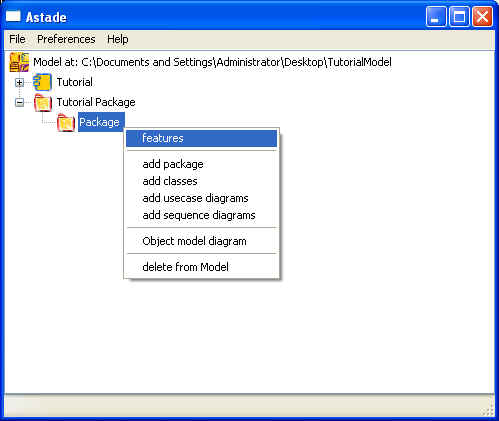 Astade
File Preferences Help
Model at: C:\Documents and Settings\Administrator\Desktop\TutorialModel
Tutorial
Tutorial Package
Package
features
add package
add classes
add usecase diagrams
add sequence diagrams
Object model diagram
delete from Model